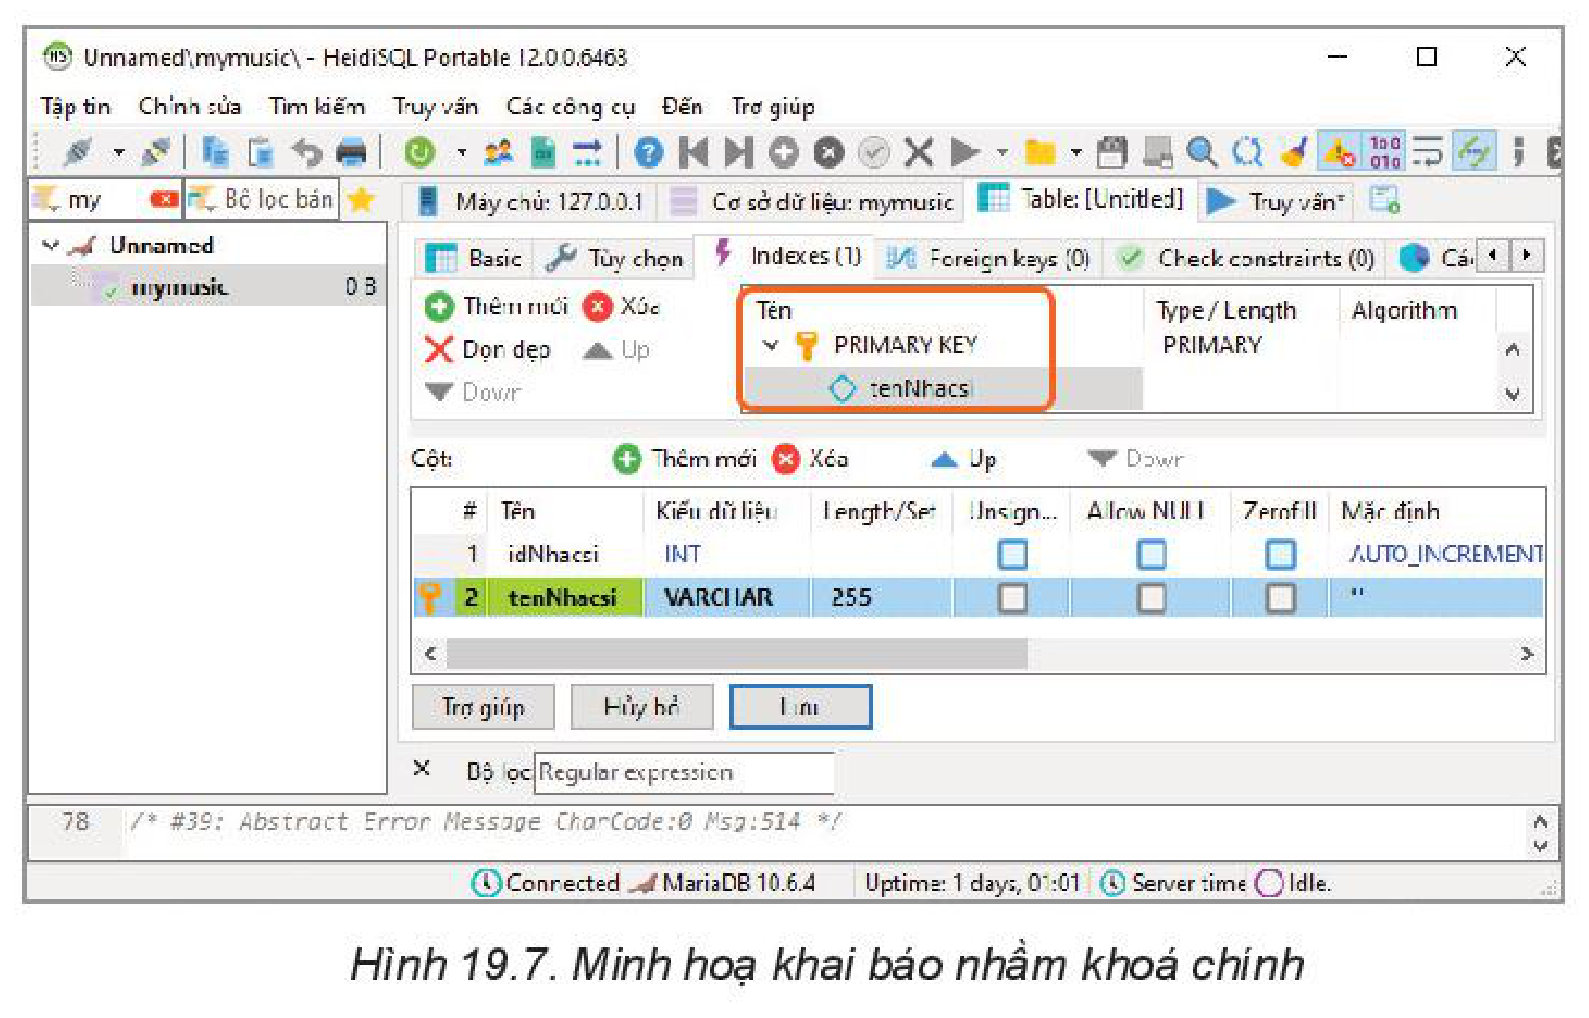 Unnamed\mymusic\ - HeidiSQL Portable 12.0.0.6468
Tập tin Chỉnh sửa Tìm kiếm Truy vấn Các công cụ Đến Trợ giúp
my Bộ lọc bản Máy chủ: 127.0.0.1 Cơ sở dữ liệu: mymusic Table: [Untitled] Truy vấn*
Unnamed
mymusic 0 B
Basic Tùy chọn Indexes (1) Foreign keys (0) Check constraints (0) Cá
Thêm mới Xóa
Dọn dẹp Up
Down
Tên Type / Length Algorithm
PRIMARY KEY PRIMARY
tenNhacsi
Cột: Thêm mới Xóa Up Down
# Tên Kiểu dữ liệu Length/Set Unsign... Allow NULL Zerofill Mặc định
1 idNhacsi INT AUTO_INCREMENT
2 tenNhacsi VARCHAR 255 ''
Trợ giúp Hủy bỏ Lưu
Bộ lọc Regular expression
78 /* #39: Abstract Error Message CharCode:0 Msg:514 */
Connected MariaDB 10.6.4 Uptime: 1 days, 01:01 Server time Idle.
Hình 19.7. Minh hoạ khai báo nhầm khoá chính